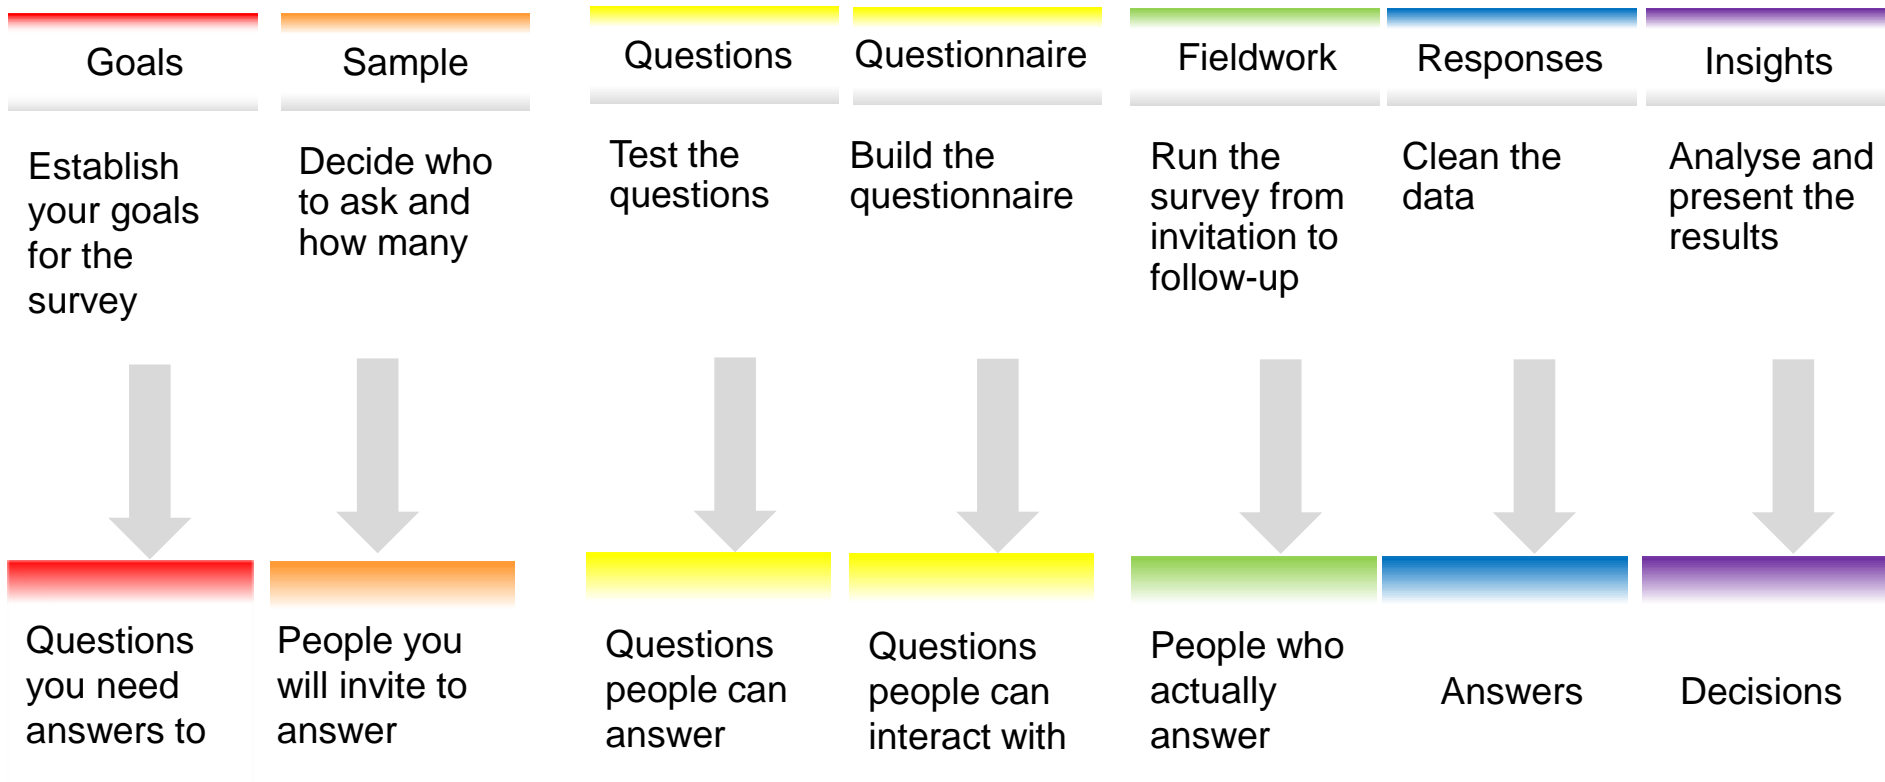 Goals
Sample
Questions
Questionnaire
Fieldwork
Responses
Insights
Establish
your goals
for the
survey
Decide who
to ask and
how many
Test the
questions
Build the
questionnaire
Run the
survey from
invitation to
follow-up
Clean the
data
Analyse and
present the
results
Questions
you need
answers to
People you
will invite to
answer
Questions
people can
answer
Questions
people can
interact with
People who
actually
answer
Answers
Decisions